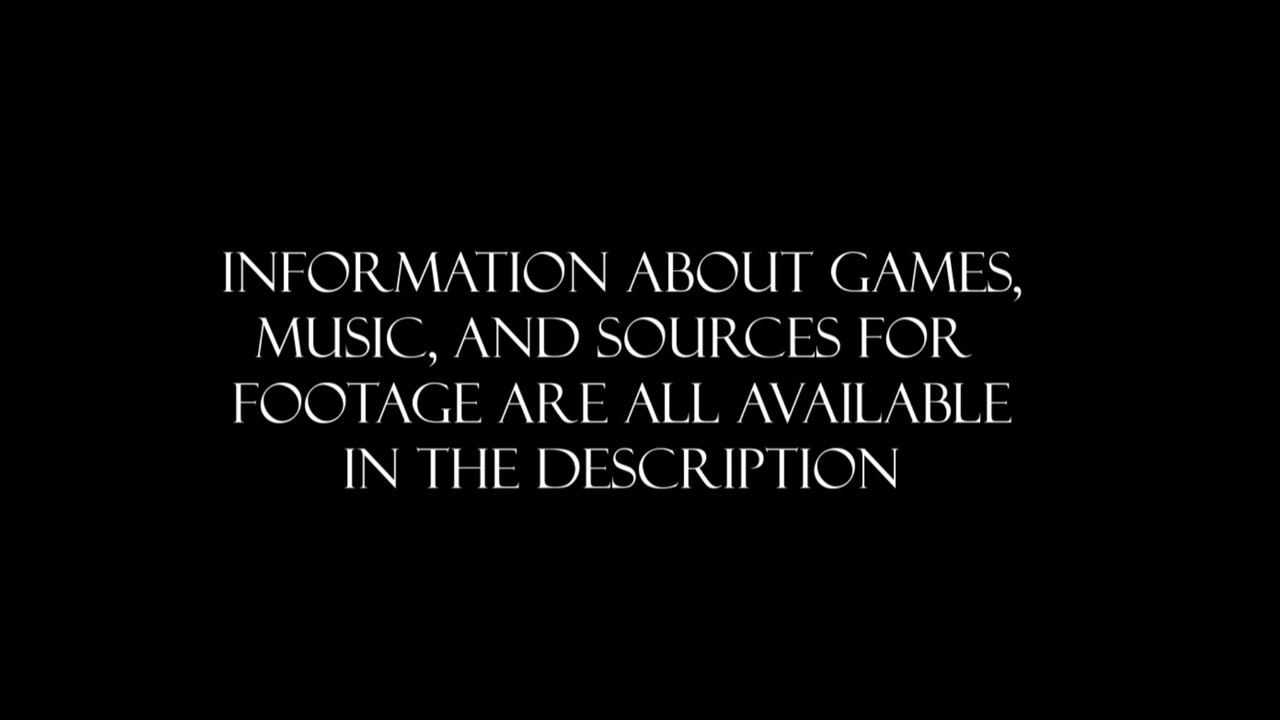 INFORMATION ABOUT GAMES,
MUSIC, AND SOURCES FOR
FOOTAGE ARE ALL AVAILABLE
IN THE DESCRIPTION